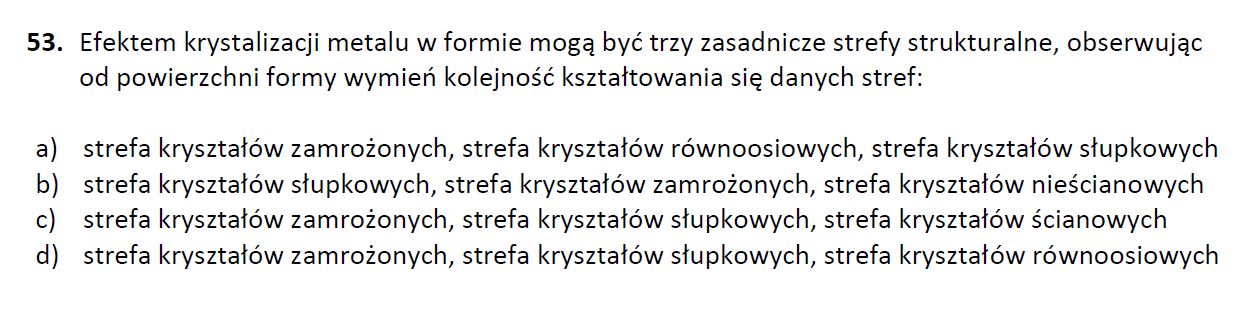 53. Efektem krystalizacji metalu w formie mogą być trzy zasadnicze strefy strukturalne, obserwując
od powierzchni formy wymień kolejność kształtowania się danych stref:
a) strefa kryształów zamrożonych, strefa kryształów równoosiowych, strefa kryształów słupkowych
b) strefa kryształów słupkowych, strefa kryształów zamrożonych, strefa kryształów nieścianowych
c) strefa kryształów zamrożonych, strefa kryształów słupkowych, strefa kryształów ścianowych
d) strefa kryształów zamrożonych, strefa kryształów słupkowych, strefa kryształów równoosiowych